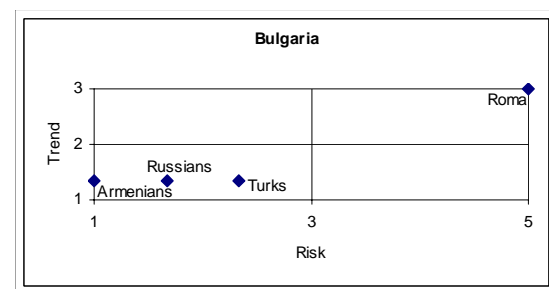 Bulgaria
3
Roma
2
Trend
Russians
Turks
Armenians
1
1 3 5
Risk